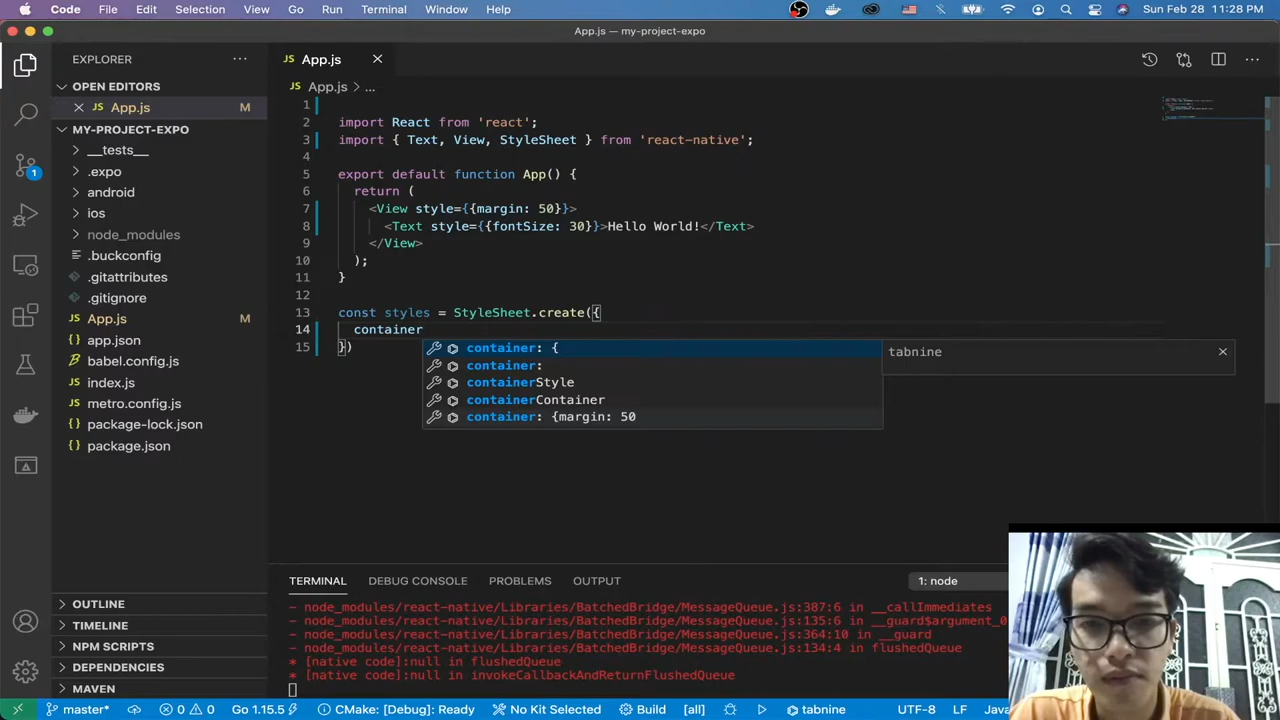 Code File Edit Selection View Go Run Terminal Window Help Sun Feb 28 11:28 PM
App.js — my-project-expo
EXPLORER
OPEN EDITORS
JS App.js M
MY-PROJECT-EXPO
__tests__
.expo
android
ios
node_modules
.buckconfig
.gitattributes
.gitignore
JS App.js M
{} app.json
JS babel.config.js
JS index.js
JS metro.config.js
{} package-lock.json
{} package.json
OUTLINE
TIMELINE
NPM SCRIPTS
DEPENDENCIES
MAVEN
1
JS App.js
JS App.js > ...
1
2 import React from 'react';
3 import { Text, View, StyleSheet } from 'react-native';
4
5 export default function App() {
6 return (
7 <View style={{margin: 50}}>
8 <Text style={{fontSize: 30}}>Hello World!</Text>
9 </View>
10 );
11 }
12
13 const styles = StyleSheet.create({
14 container
15 })
container: {
container:
containerStyle
containerContainer
container: {margin: 50
tabnine
TERMINAL DEBUG CONSOLE PROBLEMS OUTPUT 1: node
- node_modules/react-native/Libraries/BatchedBridge/MessageQueue.js:387:6 in __callImmediates
- node_modules/react-native/Libraries/BatchedBridge/MessageQueue.js:135:6 in __guard$argument_0
- node_modules/react-native/Libraries/BatchedBridge/MessageQueue.js:364:10 in __guard
- node_modules/react-native/Libraries/BatchedBridge/MessageQueue.js:134:4 in flushedQueue
* [native code]:null in flushedQueue
* [native code]:null in invokeCallbackAndReturnFlushedQueue
master* 0 0 Go 1.15.5 CMake: [Debug]: Ready No Kit Selected Build [all] tabnine UTF-8 LF